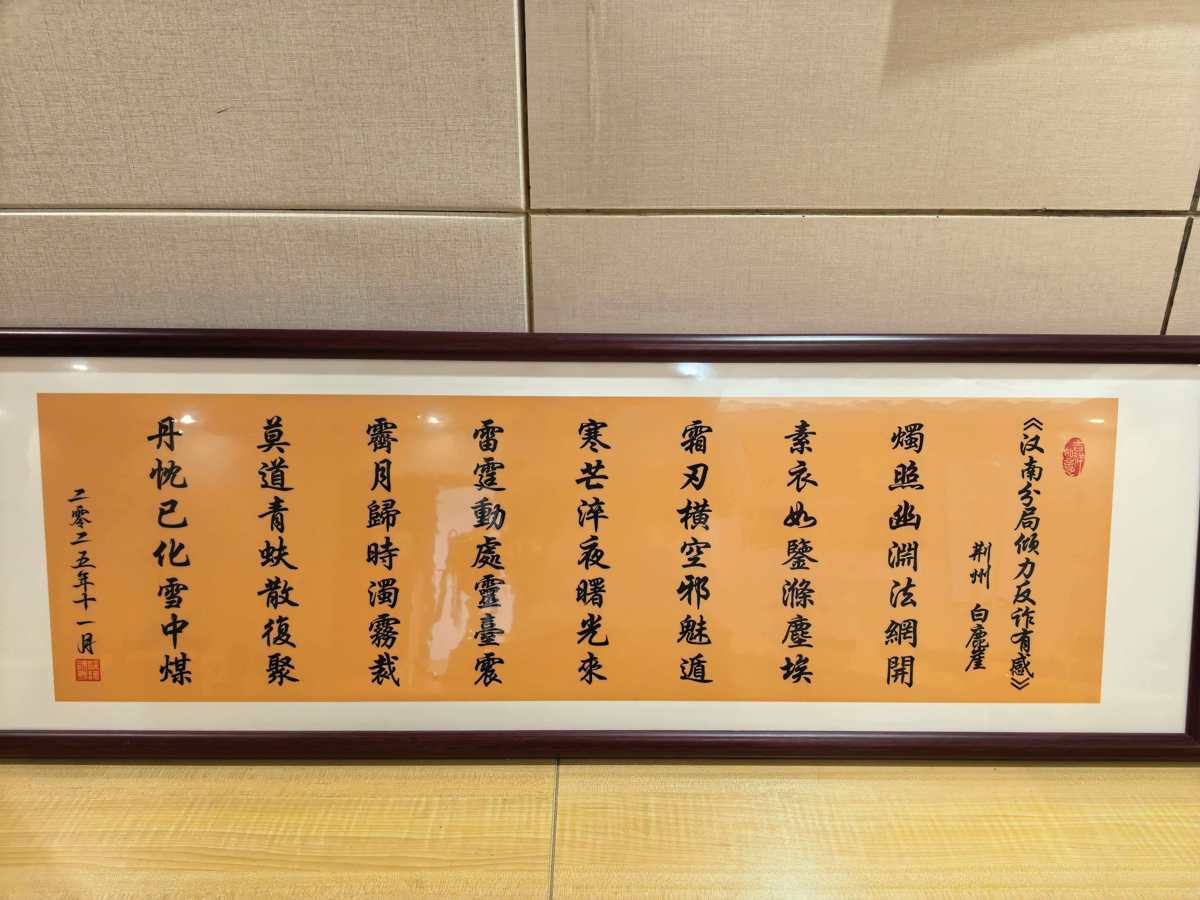 《汉南分局倾力反诈有感》
荆州 白鹿崖
燭照幽淵法網開
素衣如鑒滌塵埃
霜刃橫空邪魅遁
寒芒淬夜曙光來
雷霆動處靈臺震
霽月歸時濁霧裁
莫道青蚨散復聚
丹忱已化雪中煤
二零二五年十一月